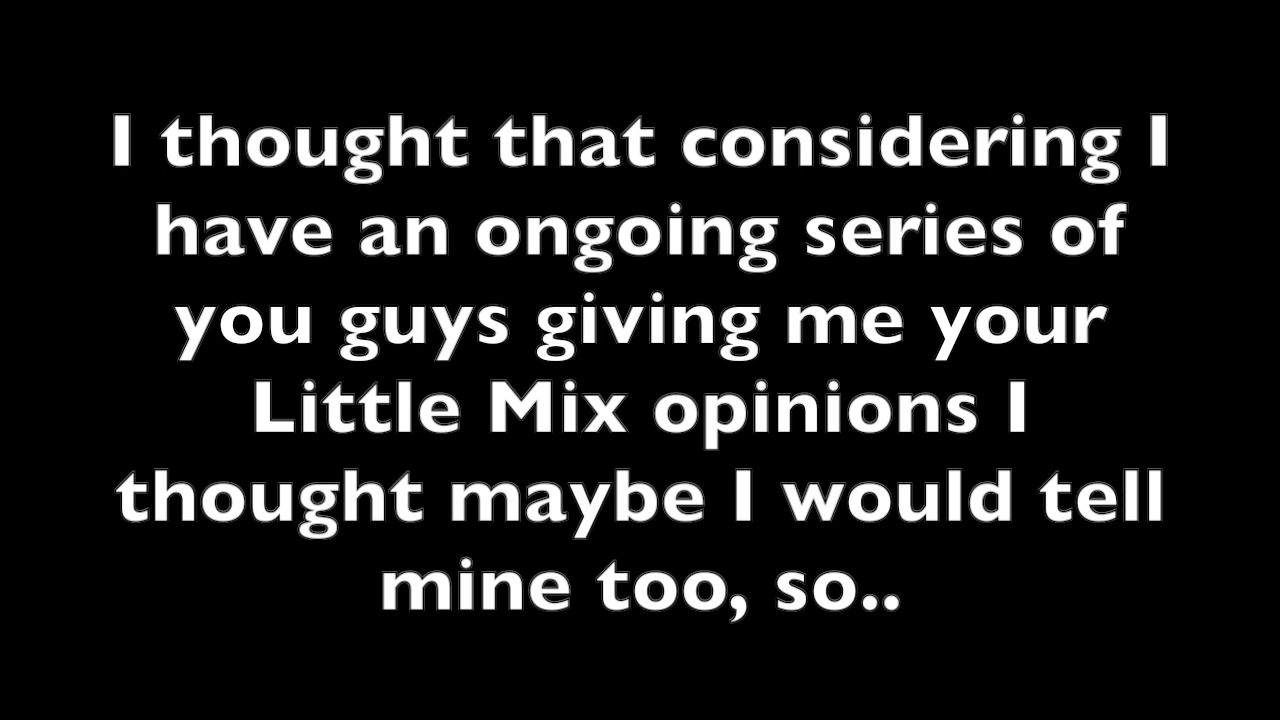 I thought that considering I
have an ongoing series of
you guys giving me your
Little Mix opinions I
thought maybe I would tell
mine too, so..